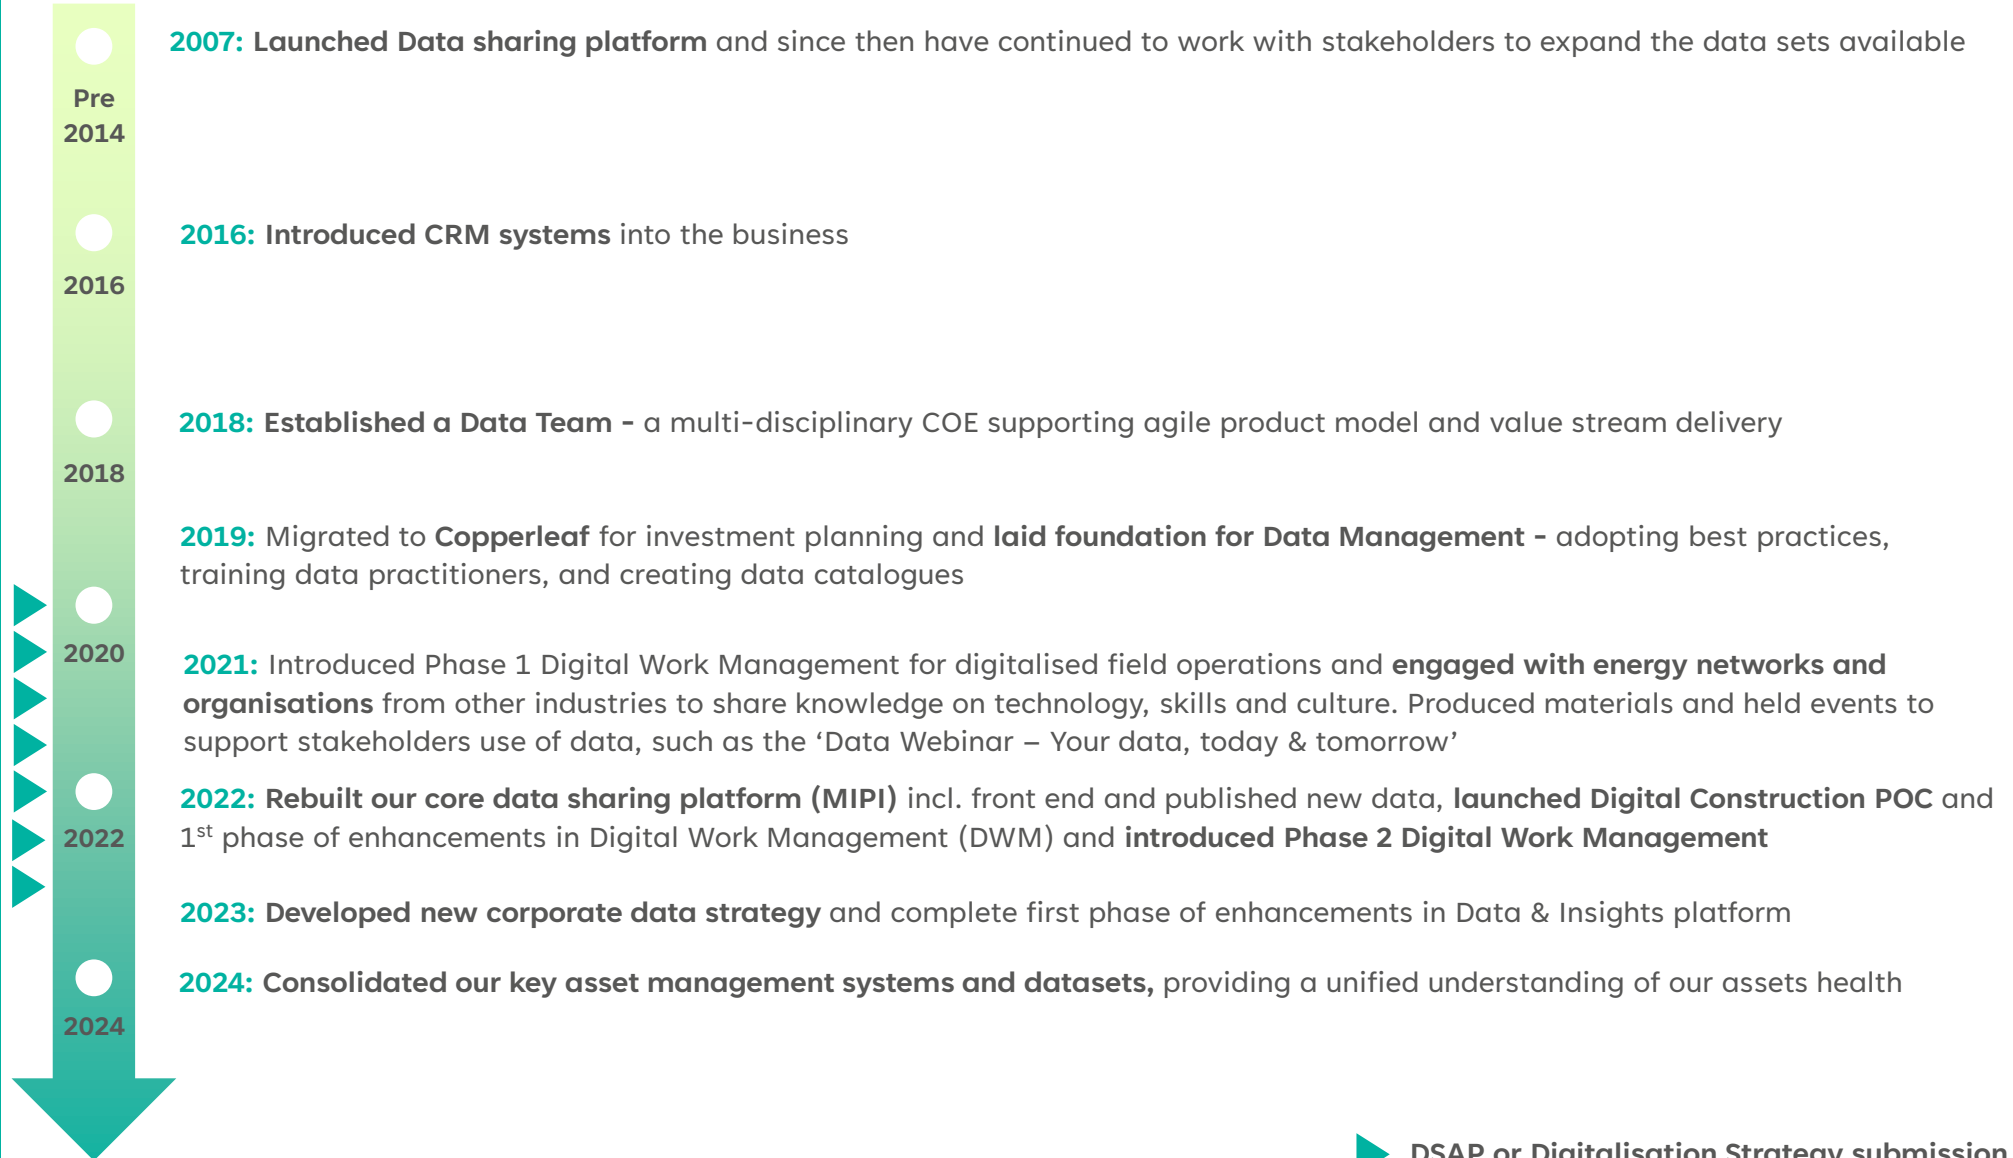 2007: Launched Data sharing platform and since then have continued to work with stakeholders to expand the data sets available
Pre
2014
2016: Introduced CRM systems into the business
2016
2018: Established a Data Team - a multi-disciplinary COE supporting agile product model and value stream delivery
2018
2019: Migrated to Copperleaf for investment planning and laid foundation for Data Management - adopting best practices,
training data practitioners, and creating data catalogues
2020
2021: Introduced Phase 1 Digital Work Management for digitalised field operations and engaged with energy networks and
organisations from other industries to share knowledge on technology, skills and culture. Produced materials and held events to
support stakeholders use of data, such as the ‘Data Webinar – Your data, today & tomorrow’
2022: Rebuilt our core data sharing platform (MIPI) incl. front end and published new data, launched Digital Construction POC and
1st phase of enhancements in Digital Work Management (DWM) and introduced Phase 2 Digital Work Management
2022
2023: Developed new corporate data strategy and complete first phase of enhancements in Data & Insights platform
2024: Consolidated our key asset management systems and datasets, providing a unified understanding of our assets health
2024
DSAP or Digitalisation Strategy submission